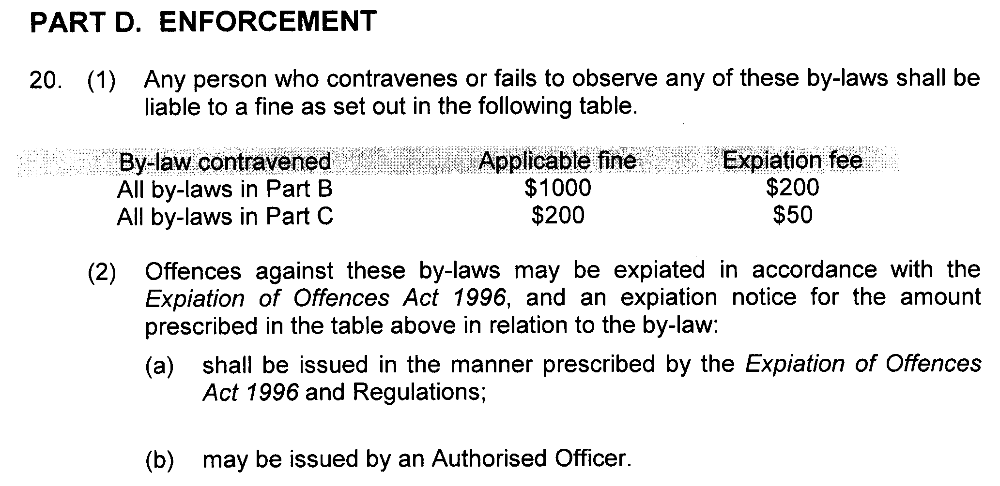 PART D. ENFORCEMENT
20. (1) Any person who contravenes or fails to observe any of these by-laws shall be
liable to a fine as set out in the following table.
By-law contravened Applicable fine Expiation fee
All by-laws in Part B $1000 $200
All by-laws in Part C $200 $50
(2) Offences against these by-laws may be expiated in accordance with the
Expiation of Offences Act 1996, and an expiation notice for the amount
prescribed in the table above in relation to the by-law:
(a) shall be issued in the manner prescribed by the Expiation of Offences
Act 1996 and Regulations;
(b) may be issued by an Authorised Officer.